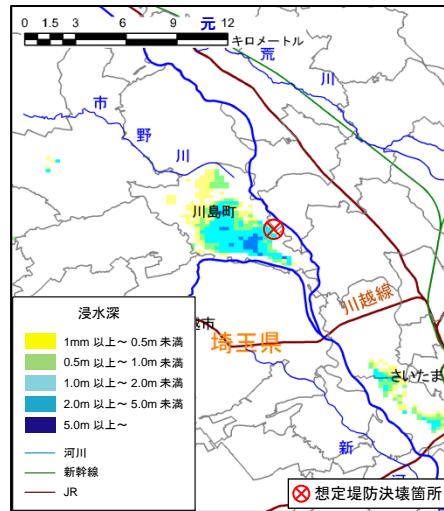 0 1.5 3 6 9 12
キロメートル
元
荒
川
市
野
川
川島町
川越線
越市
埼玉県
さいたま
新
河
浸水深
1mm 以上～ 0.5m 未満
0.5m 以上～ 1.0m 未満
1.0m 以上～ 2.0m 未満
2.0m 以上～ 5.0m 未満
5.0m 以上～
河川
新幹線
JR
想定堤防決壊箇所